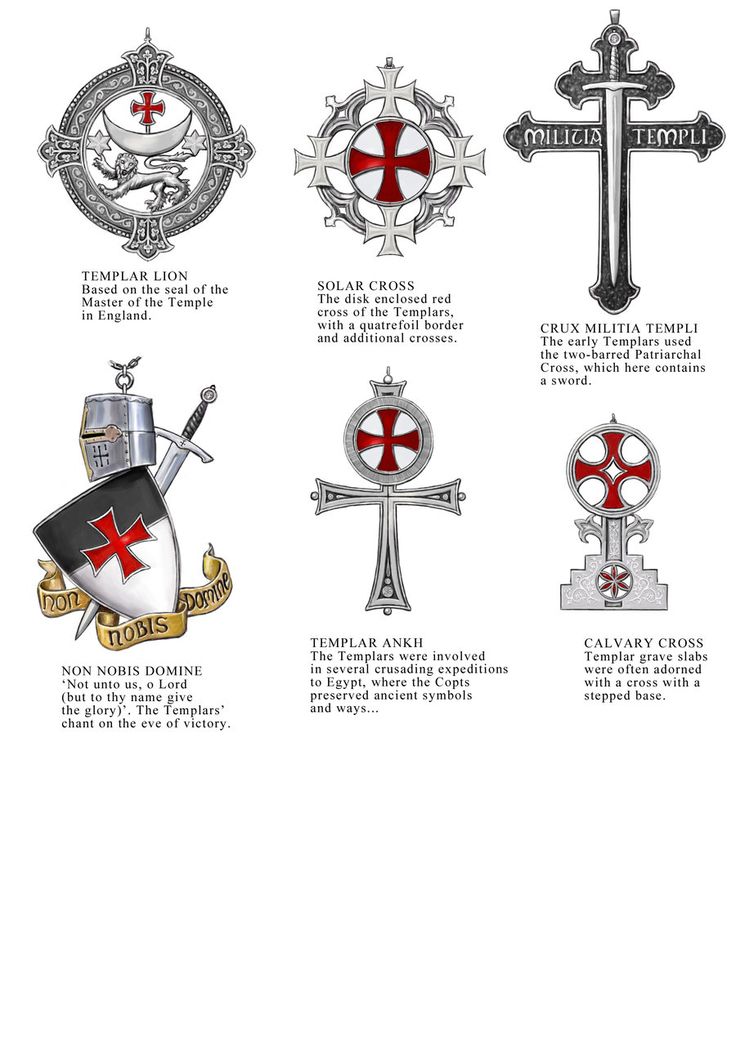 TEMPLAR LION
Based on the seal of the
Master of the Temple
in England.
SOLAR CROSS
The disk enclosed red
cross of the Templars,
with a quatrefoil border
and additional crosses.
MILITIA TEMPLI
CRUX MILITIA TEMPLI
The early Templars used
the two-barred Patriarchal
Cross, which here contains
a sword.
NON NOBIS DOMINE
NON NOBIS DOMINE
‘Not unto us, o Lord
(but to thy name give
the glory)’. The Templars’
chant on the eve of victory.
TEMPLAR ANKH
The Templars were involved
in several crusading expeditions
to Egypt, where the Copts
preserved ancient symbols
and ways...
CALVARY CROSS
Templar grave slabs
were often adorned
with a cross with a
stepped base.